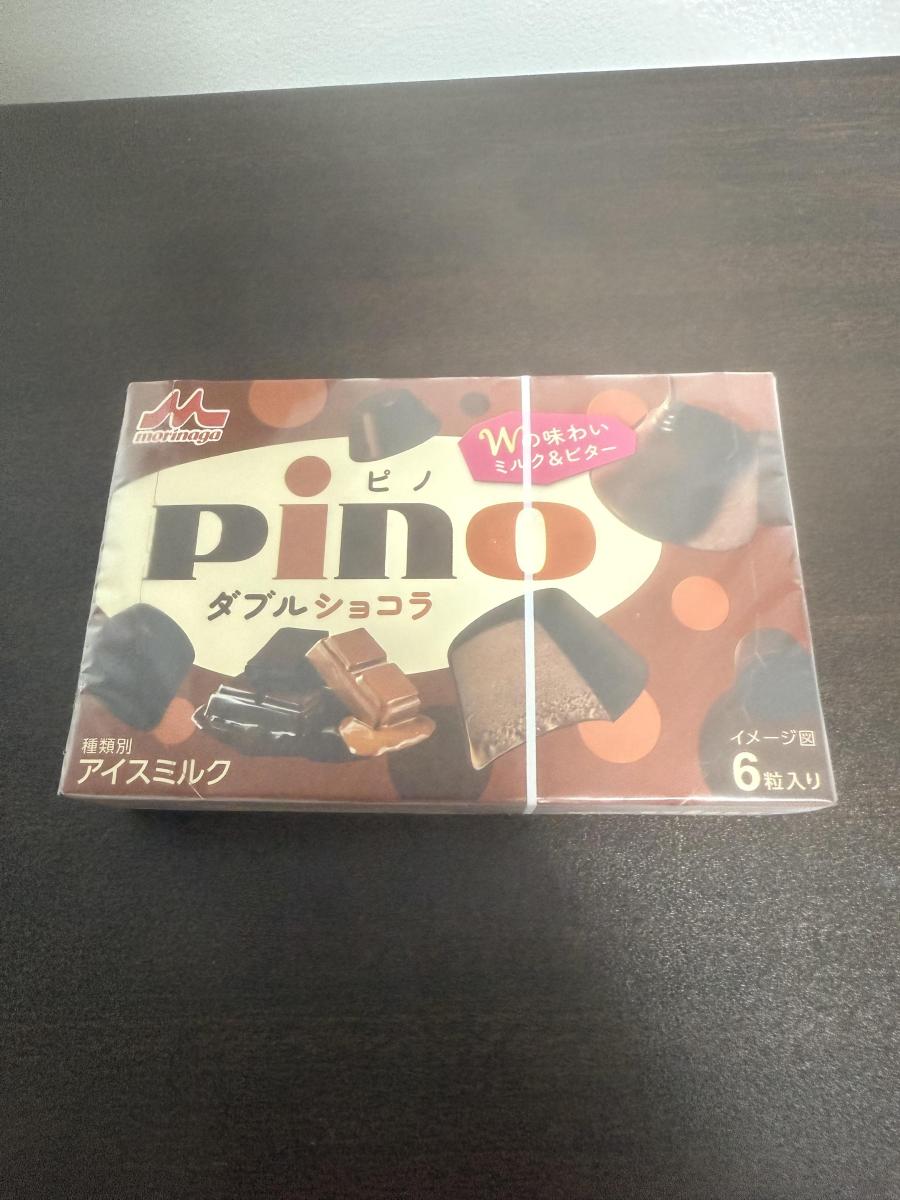 morinaga
Wの味わい
ミルク&ビター
ピノ
pino
ダブルショコラ
種類別
アイスミルク
イメージ図
6粒入り